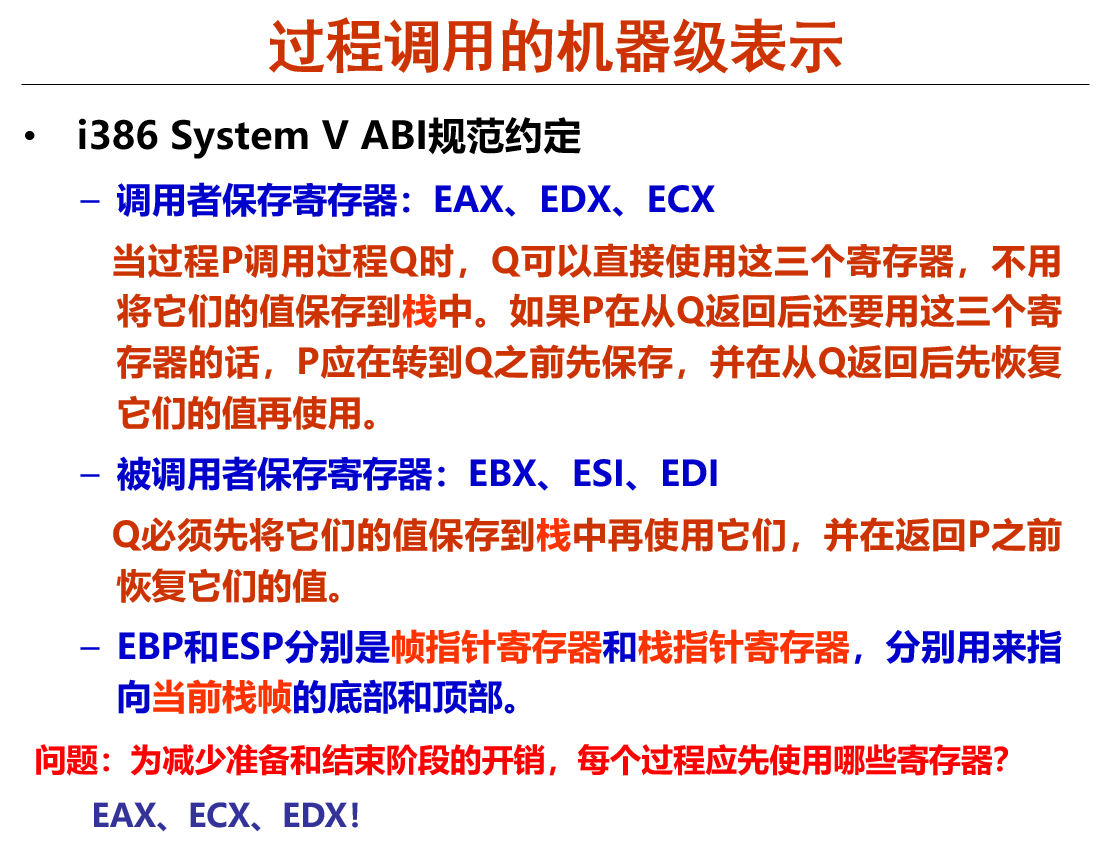 过程调用的机器级表示
• i386 System V ABI规范约定
– 调用者保存寄存器：EAX、EDX、ECX
当过程P调用过程Q时，Q可以直接使用这三个寄存器，不用
将它们的值保存到栈中。如果P在从Q返回后还要用这三个寄
存器的话，P应在转到Q之前先保存，并在从Q返回后先恢复
它们的值再使用。
– 被调用者保存寄存器：EBX、ESI、EDI
Q必须先将它们的值保存到栈中再使用它们，并在返回P之前
恢复它们的值。
– EBP和ESP分别是帧指针寄存器和栈指针寄存器，分别用来指
向当前栈帧的底部和顶部。
问题：为减少准备和结束阶段的开销，每个过程应先使用哪些寄存器？
EAX、ECX、EDX！